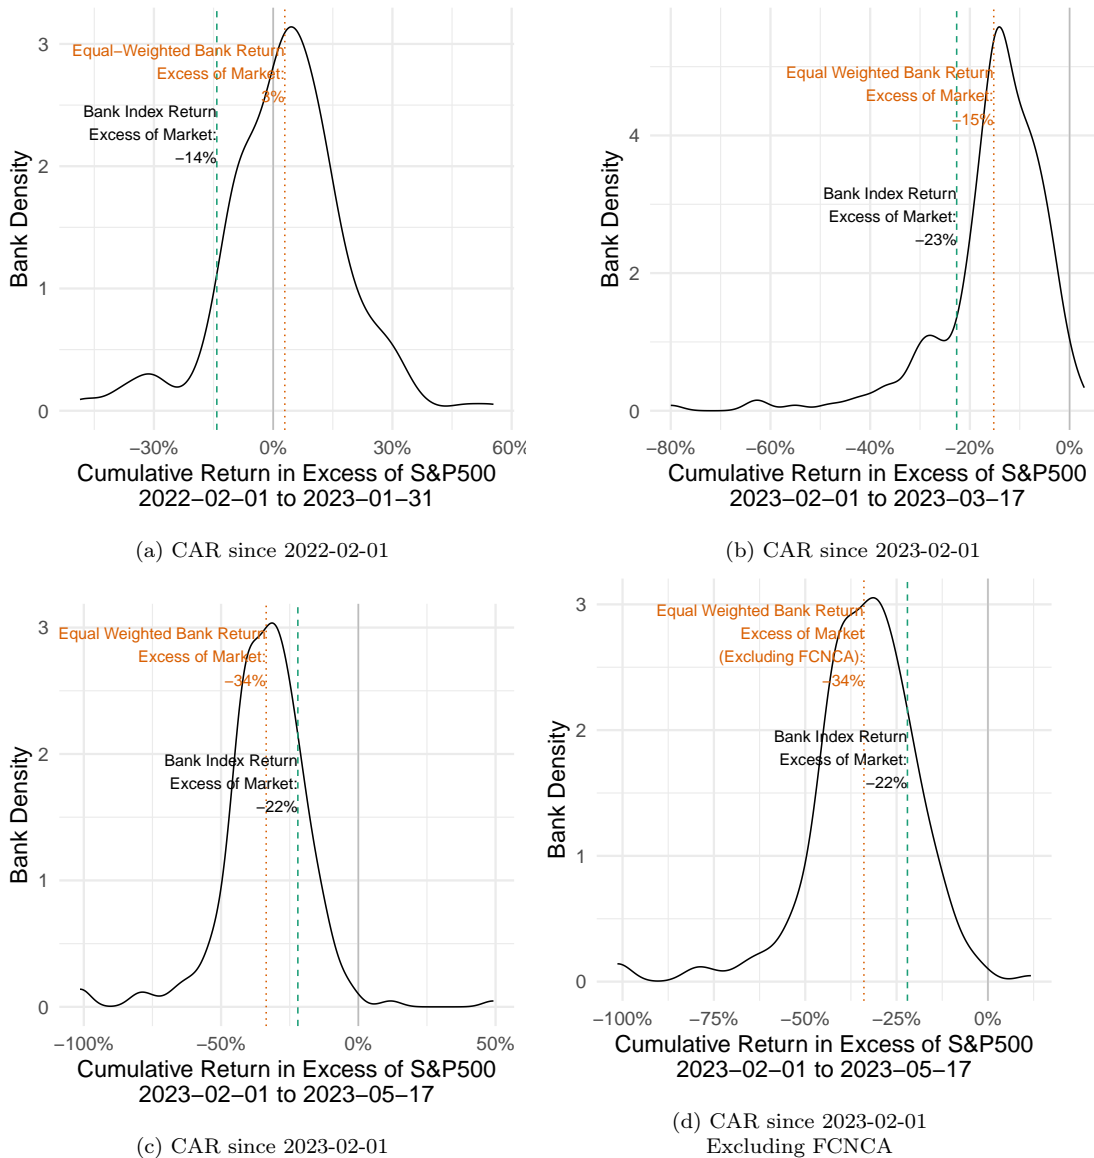 3
2
1
0
Bank Density
Equal−Weighted Bank Return
Excess of Market:
3%
Bank Index Return
Excess of Market:
−14%
−30%
0%
30%
60%
Cumulative Return in Excess of S&P500
2022−02−01 to 2023−01−31
(a) CAR since 2022-02-01
4
2
0
Bank Density
Equal Weighted Bank Return
Excess of Market:
−15%
Bank Index Return
Excess of Market:
−23%
−80%
−60%
−40%
−20%
0%
Cumulative Return in Excess of S&P500
2023−02−01 to 2023−03−17
(b) CAR since 2023-02-01
3
2
1
0
Bank Density
Equal Weighted Bank Return
Excess of Market:
−34%
Bank Index Return
Excess of Market:
−22%
−100%
−50%
0%
50%
Cumulative Return in Excess of S&P500
2023−02−01 to 2023−05−17
(c) CAR since 2023-02-01
3
2
1
0
Bank Density
Equal Weighted Bank Return
Excess of Market
(Excluding FCNCA):
−34%
Bank Index Return
Excess of Market:
−22%
−100%
−75%
−50%
−25%
0%
Cumulative Return in Excess of S&P500
2023−02−01 to 2023−05−17
(d) CAR since 2023-02-01
Excluding FCNCA